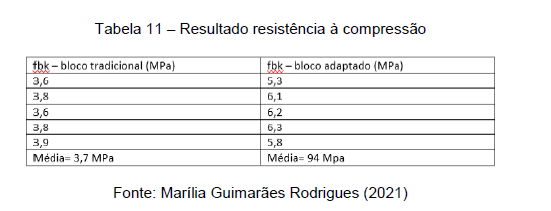 Tabela 11 – Resultado resistência à compressão
fbk – bloco tradicional (MPa) fbk – bloco adaptado (MPa)
3,6 5,3
3,8 6,1
3,6 6,2
3,8 6,3
3,9 5,8
Média= 3,7 MPa Média= 94 Mpa
Fonte: Marília Guimarães Rodrigues (2021)